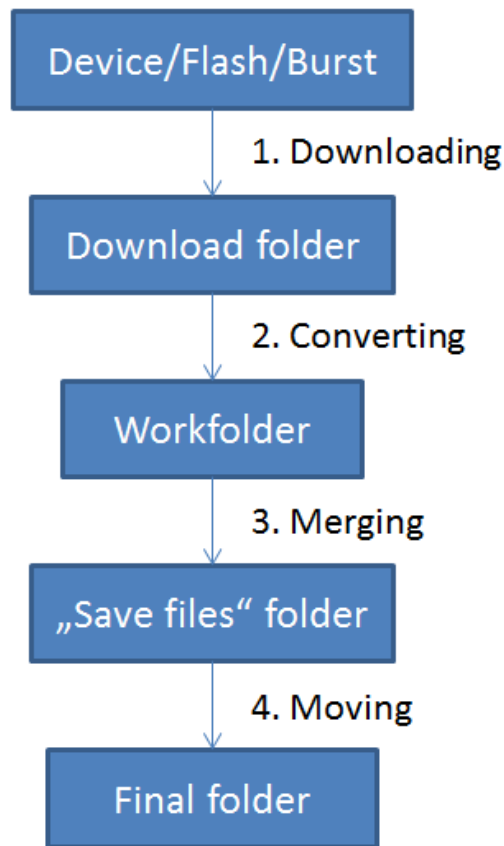 Device/Flash/Burst
1. Downloading
Download folder
2. Converting
Workfolder
3. Merging
„Save files“ folder
4. Moving
Final folder